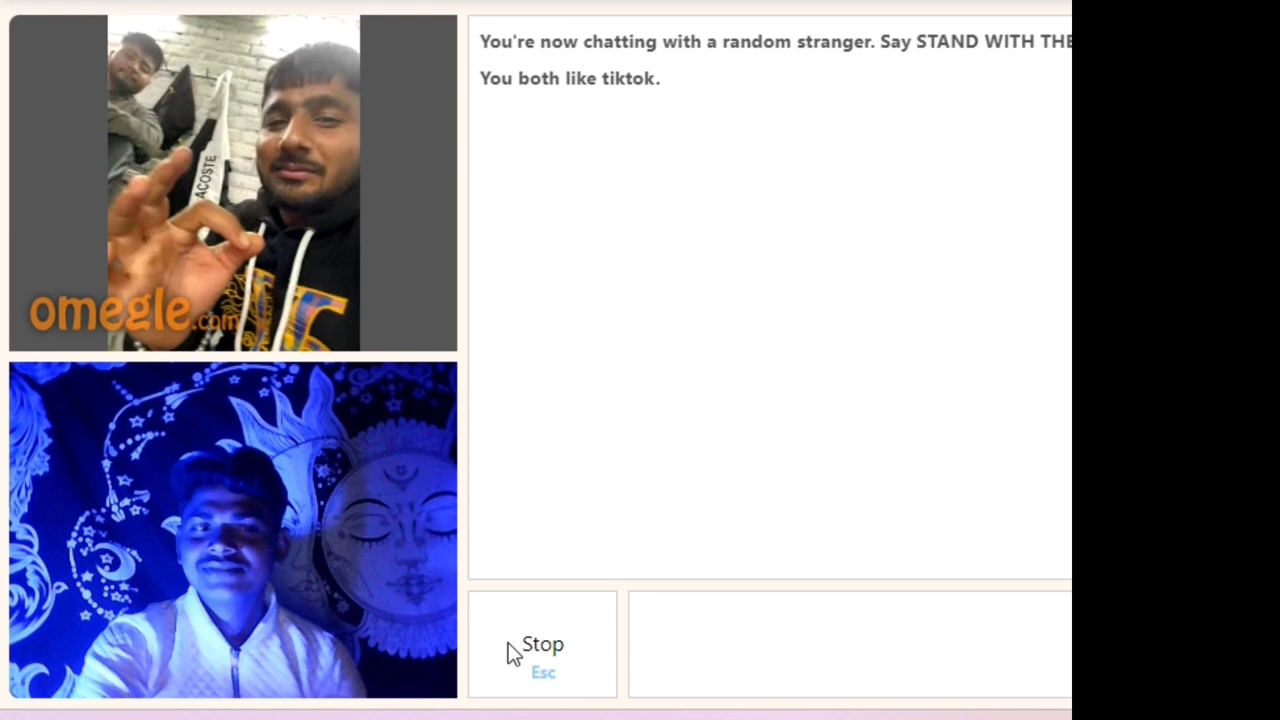 ACOSTE
omegle.com
You're now chatting with a random stranger. Say STAND WITH THE
You both like tiktok.
Stop
Esc